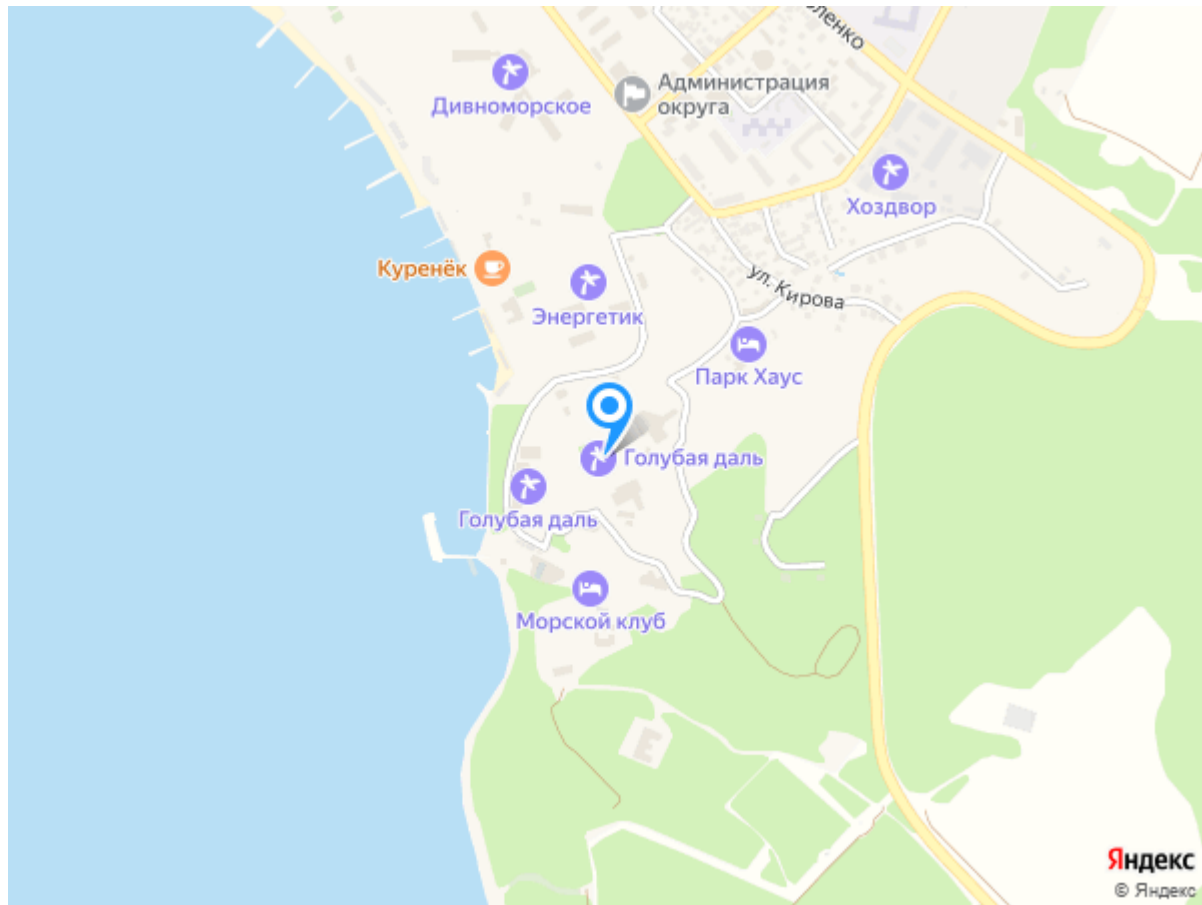 Дивноморское
Администрация
округа
Хоздвор
Куренёк
Энергетик
ул. Кирова
Парк Хаус
Голубая даль
Голубая даль
Морской клуб
Яндекс
© Яндекс